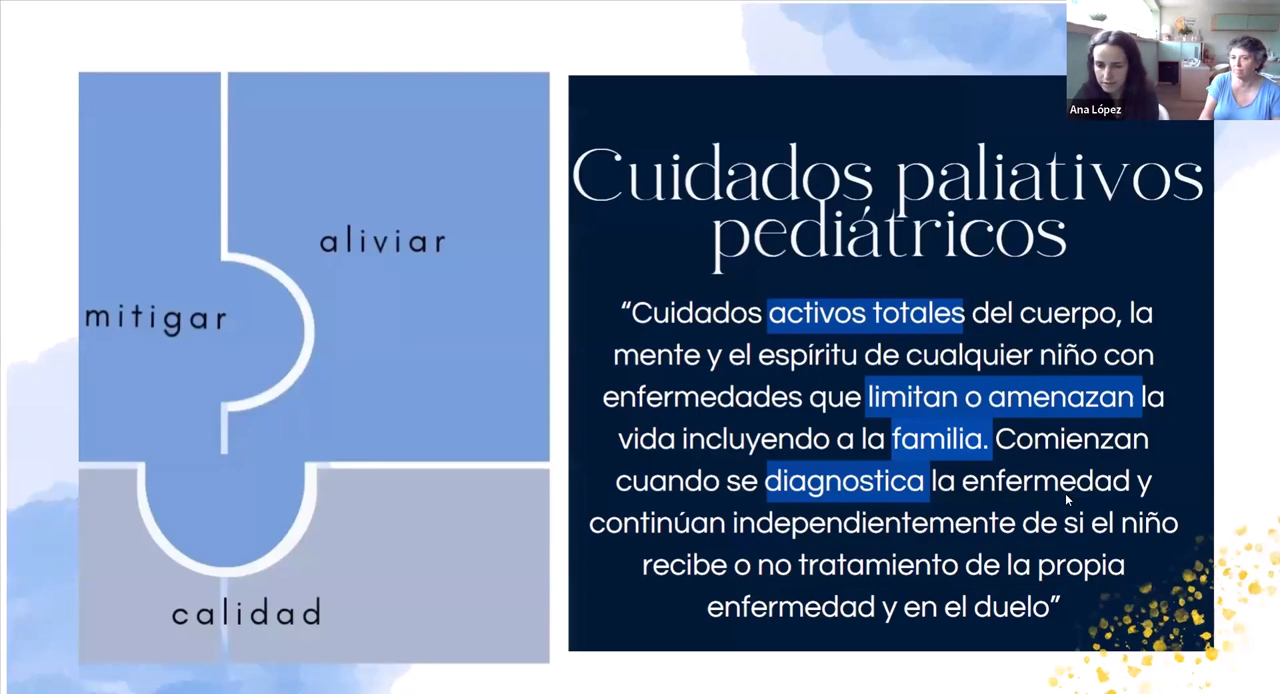 mitigar
aliviar
calidad
Cuidados paliativos
pediátricos
“Cuidados activos totales del cuerpo, la
mente y el espíritu de cualquier niño con
enfermedades que limitan o amenazan la
vida incluyendo a la familia. Comienzan
cuando se diagnostica la enfermedad y
continúan independientemente de si el niño
recibe o no tratamiento de la propia
enfermedad y en el duelo”
Ana López